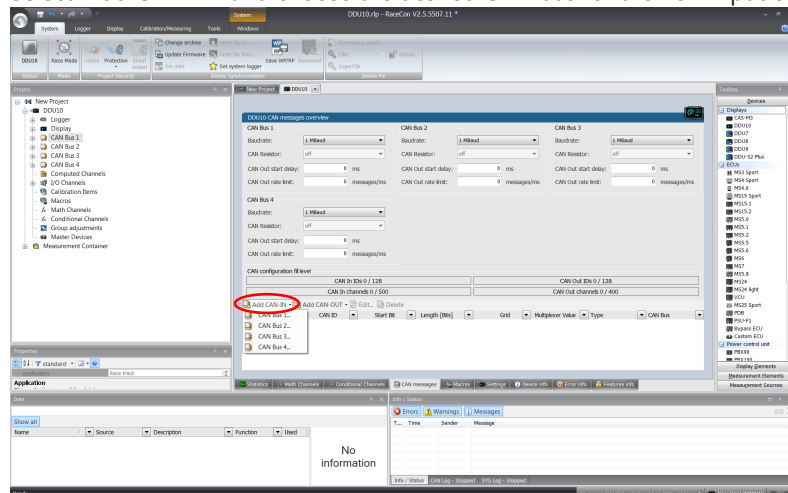 System
DDU10.rlp - RaceCon V2.5.5507.11 *
System Logger Display Calibration/Measuring Tools Windows
DDU10
Race Mode
Protection
Change archive
Update Firmware
Get date
Set system logger
Save WP/RP
Download
SuperFBI
Status Mode Project Security Device Synchronisation Device Pin
Project
New Project
DDU10
Logger
Display
CAN Bus 1
CAN Bus 2
CAN Bus 3
CAN Bus 4
Computed Channels
I/O Channels
Calibration Items
Macros
Math Channels
Conditional Channels
Group adjustments
Master Devices
Measurement Container
New Project DDU10
DDU10 CAN messages overview
CAN Bus 1 CAN Bus 2 CAN Bus 3
Baudrate: 1 MBaud Baudrate: 1 MBaud Baudrate: 1 MBaud
CAN Resistor: off CAN Resistor: off CAN Resistor: off
CAN Out start delay: 0 ms CAN Out start delay: 0 ms CAN Out start delay: 0 ms
CAN Out rate limit: 0 messages/ms CAN Out rate limit: 0 messages/ms CAN Out rate limit: 0 messages/ms
CAN Bus 4
Baudrate: 1 MBaud
CAN Resistor: off
CAN Out start delay: 0 ms
CAN Out rate limit: 0 messages/ms
CAN configuration fill level
CAN In IDs 0 / 128 CAN Out IDs 0 / 128
CAN In channels 0 / 500 CAN Out channels 0 / 400
Add CAN-IN Add CAN-OUT Edit... Delete
CAN ID Start Bit Length [Bits] Grid Multiplexer Value Type CAN Bus
CAN Bus 1...
CAN Bus 2...
CAN Bus 3...
CAN Bus 4...
Statistics Math Channels Conditional Channels CAN messages Macros Settings Device info Error info Features info
Toolbox
Devices
Displays
CAS-M3
DDU10
DDU7
DDU8
DDU9
DDU-S2 Plus
ECUs
MS3 Sport
MS4 Sport
MS4.6
MS15 Sport
MS15.1
MS15.2
MS5.0
MS5.1
MS5.2
MS5.5
MS5.6
MS6
MS7
MS5.8
MS24
MS24 light
VCU
MS25 Sport
PDB
PSU-F1
Bypass ECU
Custom ECU
Power control unit
PBX90
PBX190
Display Elements
Measurement Elements
Measurement Sources
Properties
standard
Application Race track
Application
Data
Show all
Name Source Description Function Used
No
information
Info / Status
Errors Warnings Messages 0/0
T... Time Sender Message
Info / Status CAN Log - Stopped SYS Log - Stopped